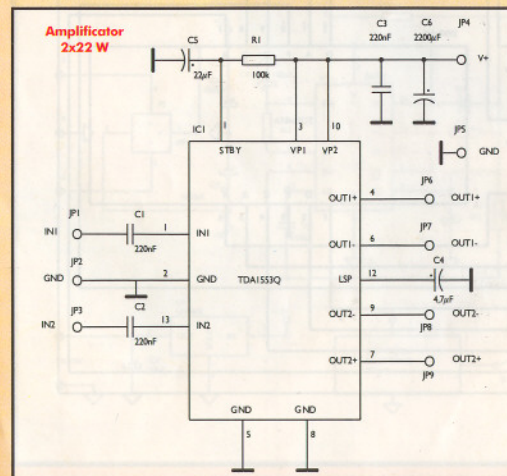 Amplificator
2x22 W
C5
22µF
R1
100k
C3
220nF
C6
2200µF
JP4
V+
JP5
GND
IC1
1
3
10
STBY
VP1
VP2
JP1
IN1
C1
220nF
1
IN1
JP2
GND
2
GND
JP3
IN2
C2
220nF
13
IN2
TDA1553Q
OUT1+
4
JP6
OUT1+
OUT1-
6
JP7
OUT1-
LSP
12
C4
4,7µF
OUT2-
9
JP8
OUT2-
OUT2+
7
JP9
OUT2+
GND
GND
5
8